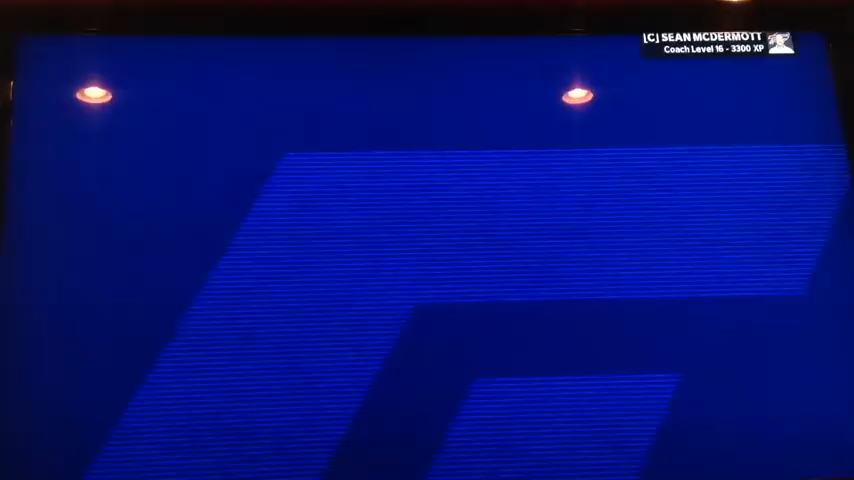 [C] SEAN MCDERMOTT
Coach Level 16 - 3300 XP